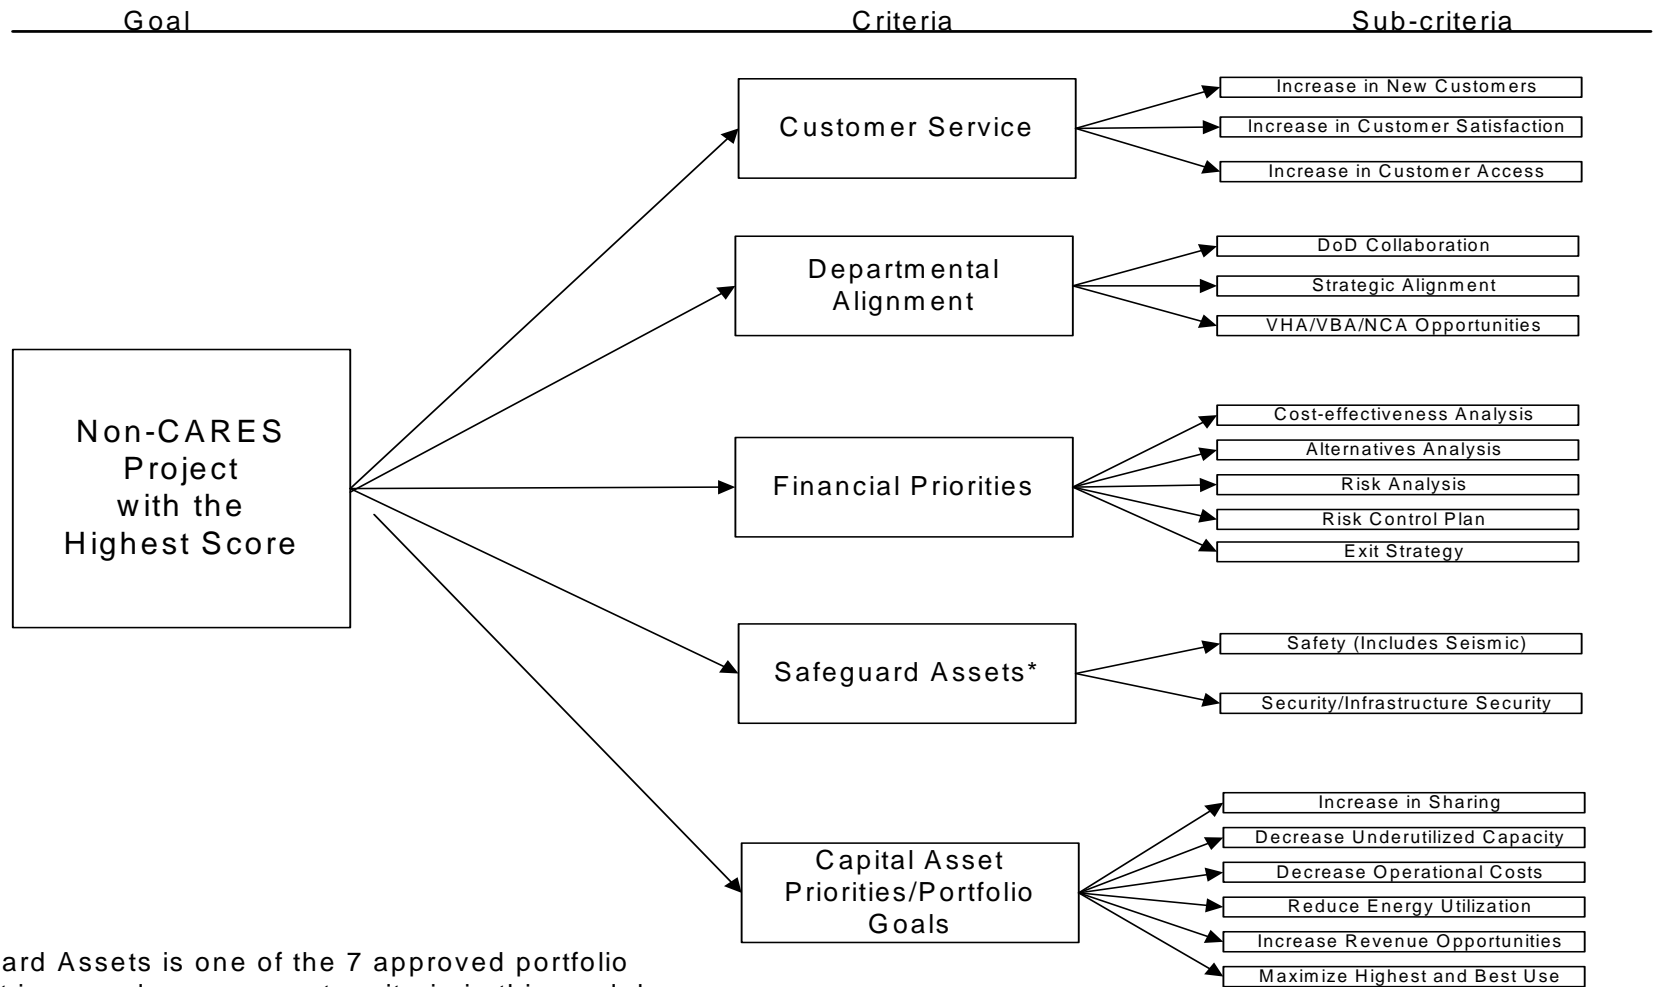 Goal Criteria Sub-criteria
Customer Service
Increase in New Customers
Increase in Customer Satisfaction
Increase in Customer Access
Departmental
Alignment
DoD Collaboration
Strategic Alignment
VHA/VBA/NCA Opportunities
Non-CARES
Project
with the
Highest Score
Financial Priorities
Cost-effectiveness Analysis
Alternatives Analysis
Risk Analysis
Risk Control Plan
Exit Strategy
Safeguard Assets*
Safety (Includes Seismic)
Security/Infrastructure Security
Capital Asset
Priorities/Portfolio
Goals
Increase in Sharing
Decrease Underutilized Capacity
Decrease Operational Costs
Reduce Energy Utilization
Increase Revenue Opportunities
Maximize Highest and Best Use
ard Assets is one of the 7 approved portfolio